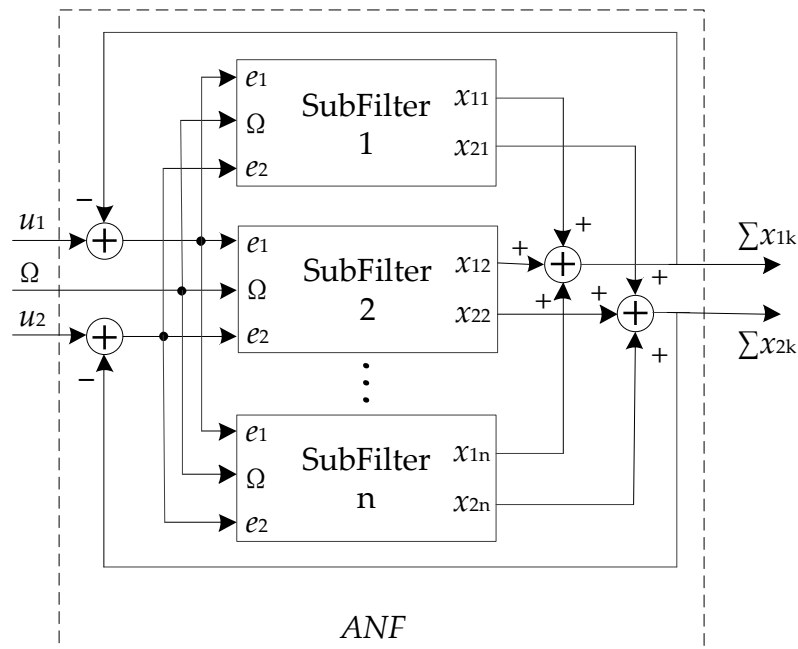 e1
SubFilter
1
x11
Ω
x21
e2
−
u1
+
e1
SubFilter
2
x12
+
+
+
∑x1k
Ω
Ω
+
+
+
+
∑x2k
u2
+
e2
x22
−
+
⋮
e1
SubFilter
n
x1n
Ω
x2n
e2
ANF